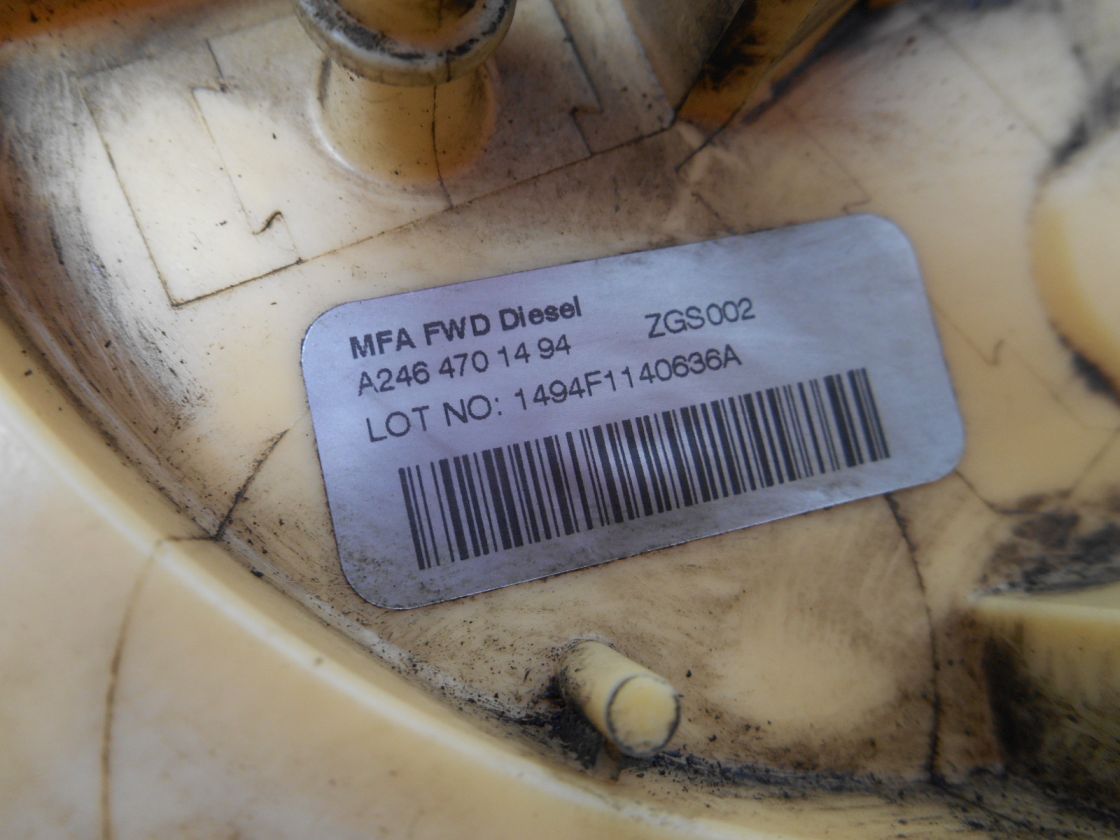 MFA FWD Diesel
A246 470 14 94 ZGS002
LOT NO: 1494F1140636A